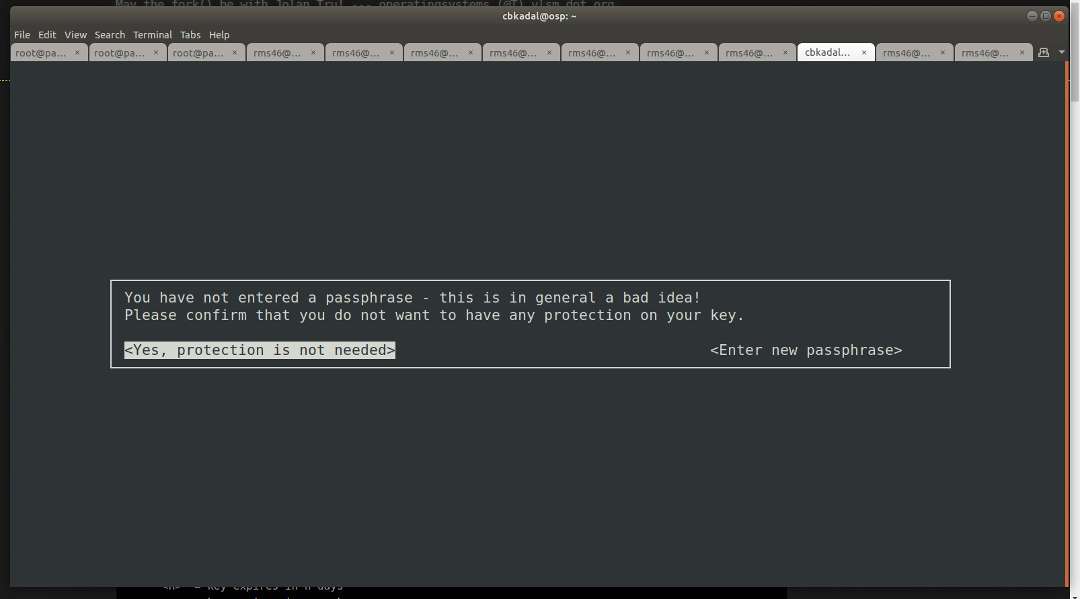 May the fork() be with Jolan Tru! --- operatingsystems (@T) vlsm dot org
cbkadal@osp: ~
File Edit View Search Terminal Tabs Help
root@pa... × root@pa... × root@pa... × rms46@... × rms46@... × rms46@... × rms46@... × rms46@... × rms46@... × rms46@... × cbkadal... × rms46@... × rms46@... ×
You have not entered a passphrase - this is in general a bad idea!
Please confirm that you do not want to have any protection on your key.
<Yes, protection is not needed> <Enter new passphrase>
<n> = key expires in n days